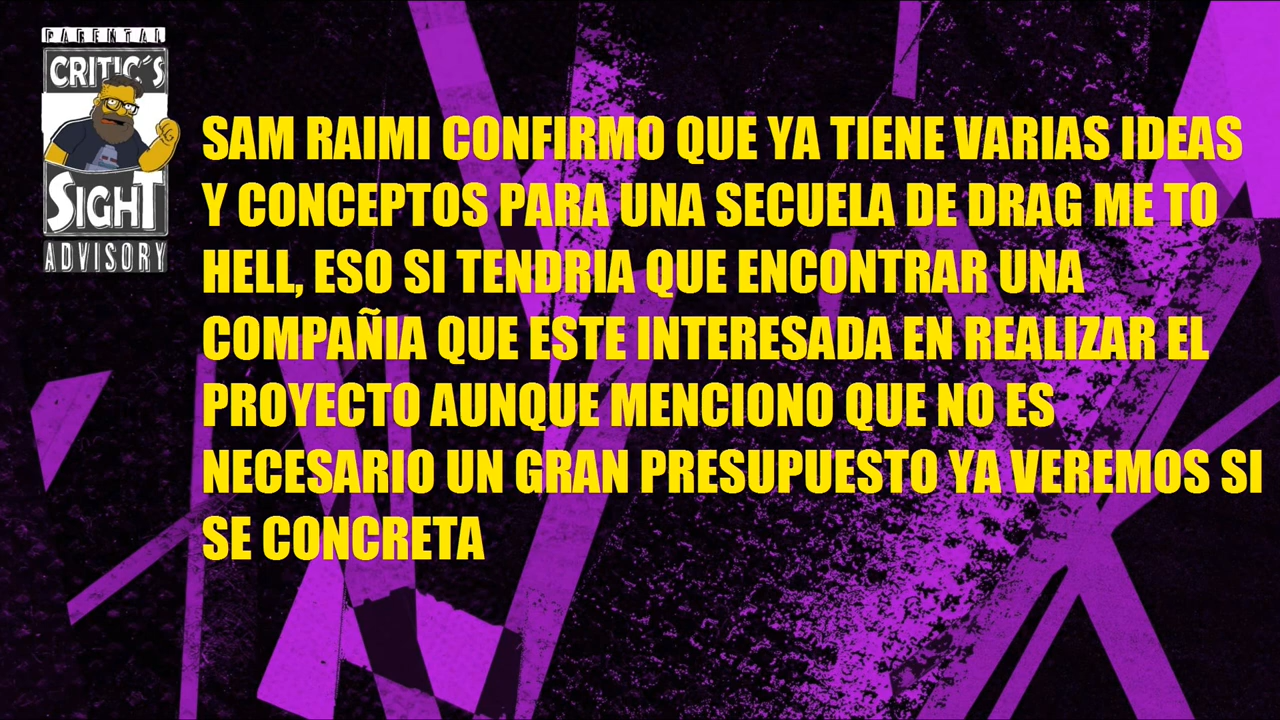 PARENTAL
CRITIC´S
SIGHT
ADVISORY
SAM RAIMI CONFIRMO QUE YA TIENE VARIAS IDEAS
Y CONCEPTOS PARA UNA SECUELA DE DRAG ME TO
HELL, ESO SI TENDRIA QUE ENCONTRAR UNA
COMPAÑIA QUE ESTE INTERESADA EN REALIZAR EL
PROYECTO AUNQUE MENCIONO QUE NO ES
NECESARIO UN GRAN PRESUPUESTO YA VEREMOS SI
SE CONCRETA